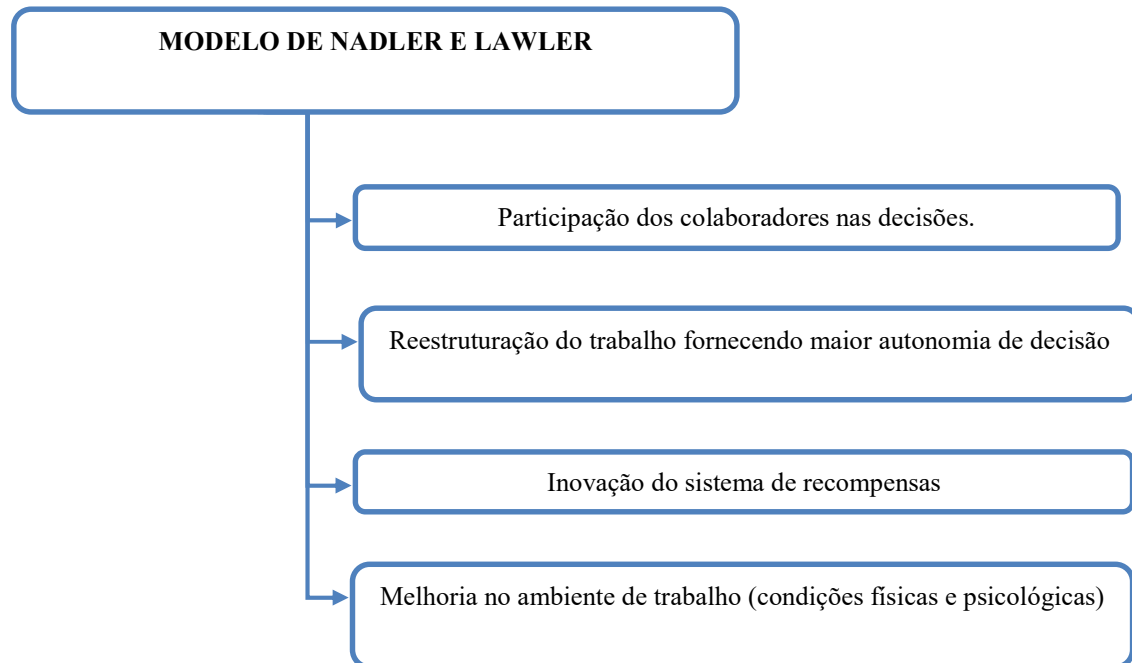 MODELO DE NADLER E LAWLER
Participação dos colaboradores nas decisões.
Reestruturação do trabalho fornecendo maior autonomia de decisão
Inovação do sistema de recompensas
Melhoria no ambiente de trabalho (condições físicas e psicológicas)